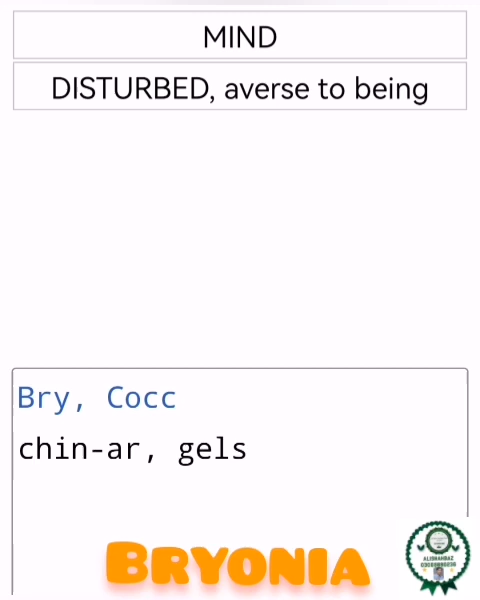 MIND
DISTURBED, averse to being
Bry, Cocc
chin-ar, gels
BRYONIA